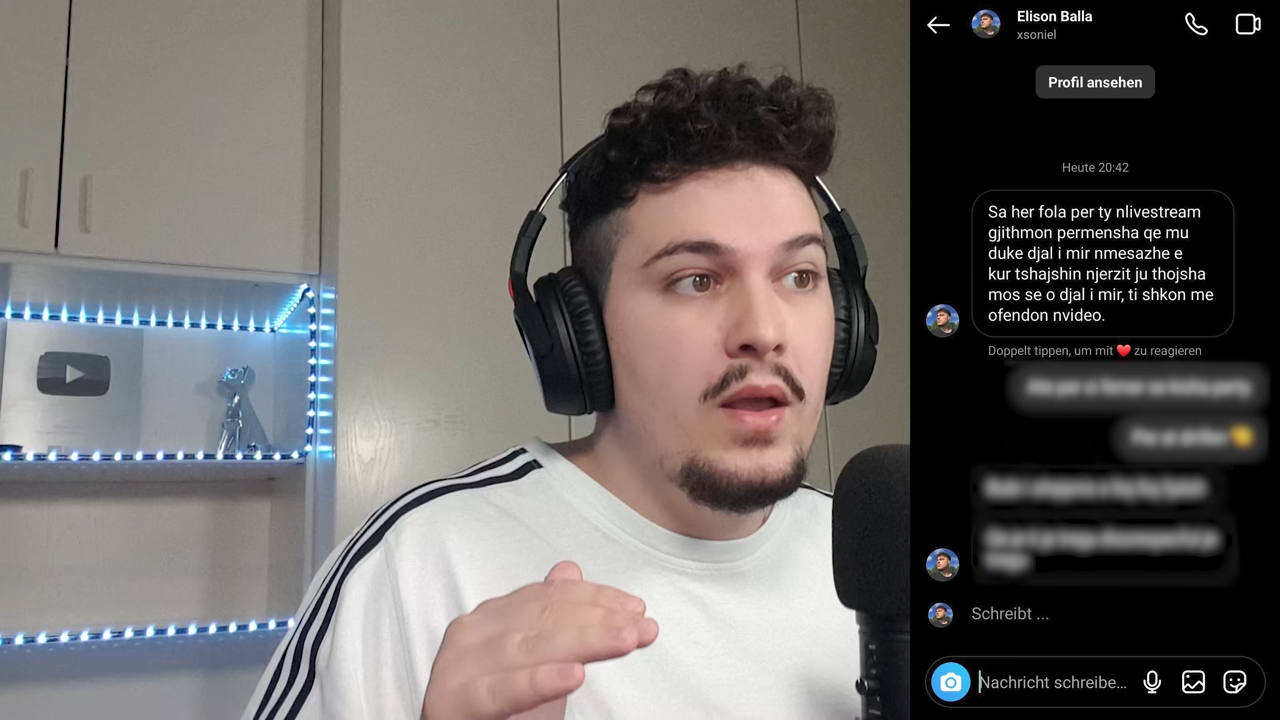 Elison Balla
xsoniel
Profil ansehen
Heute 20:42
Sa her fola per ty nlivestream
gjithmon permensha qe mu
duke djal i mir nmesazhe e
kur tshajshin njerzit ju thojsha
mos se o djal i mir, ti shkon me
ofendon nvideo.
Doppelt tippen, um mit ❤️ zu reagieren
Schreibt ...
Nachricht schreibe...